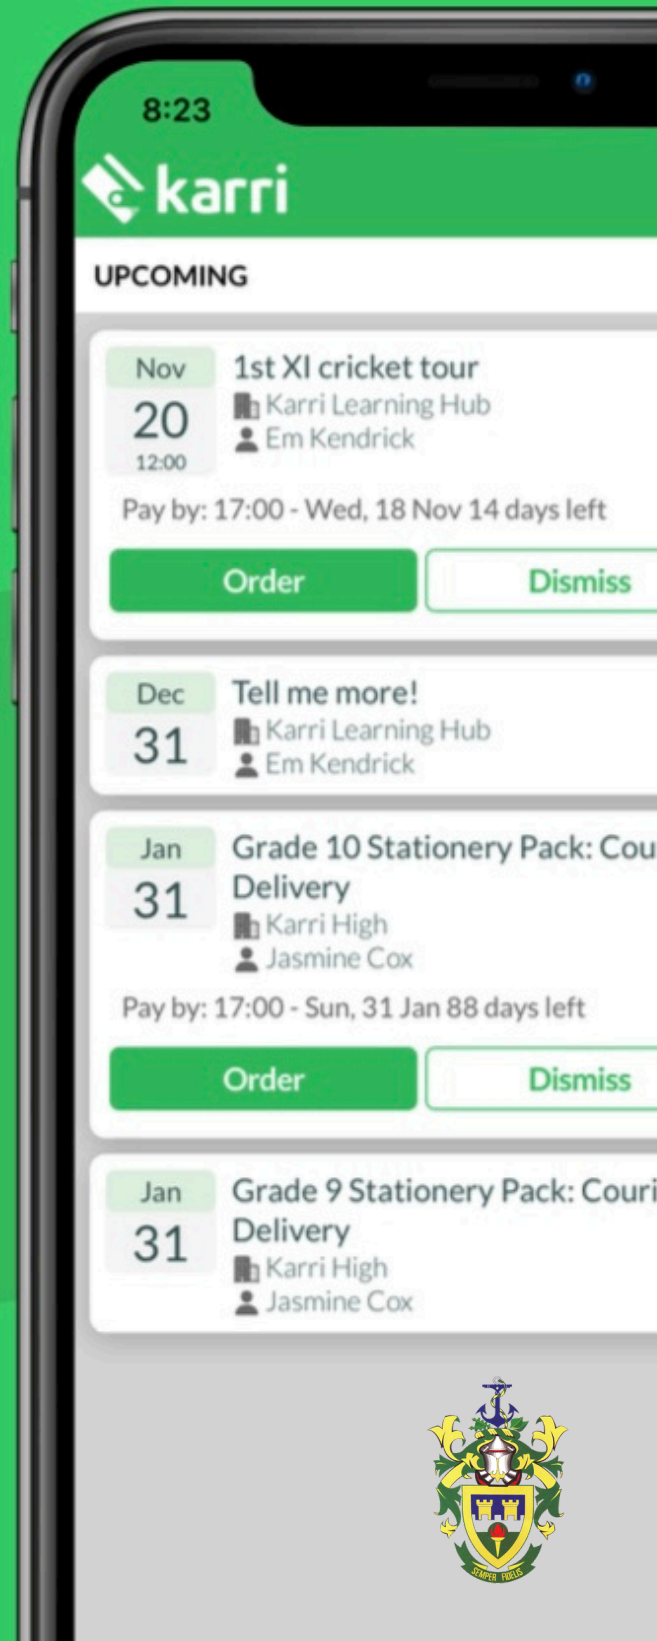 8:23
karri
UPCOMING
Nov
20
12:00
1st XI cricket tour
Karri Learning Hub
Em Kendrick
Pay by: 17:00 - Wed, 18 Nov 14 days left
Order
Dismiss
Dec
31
Tell me more!
Karri Learning Hub
Em Kendrick
Jan
31
Grade 10 Stationery Pack: Cou
Delivery
Karri High
Jasmine Cox
Pay by: 17:00 - Sun, 31 Jan 88 days left
Order
Dismiss
Jan
31
Grade 9 Stationery Pack: Couri
Delivery
Karri High
Jasmine Cox
SEMPER FIDELIS